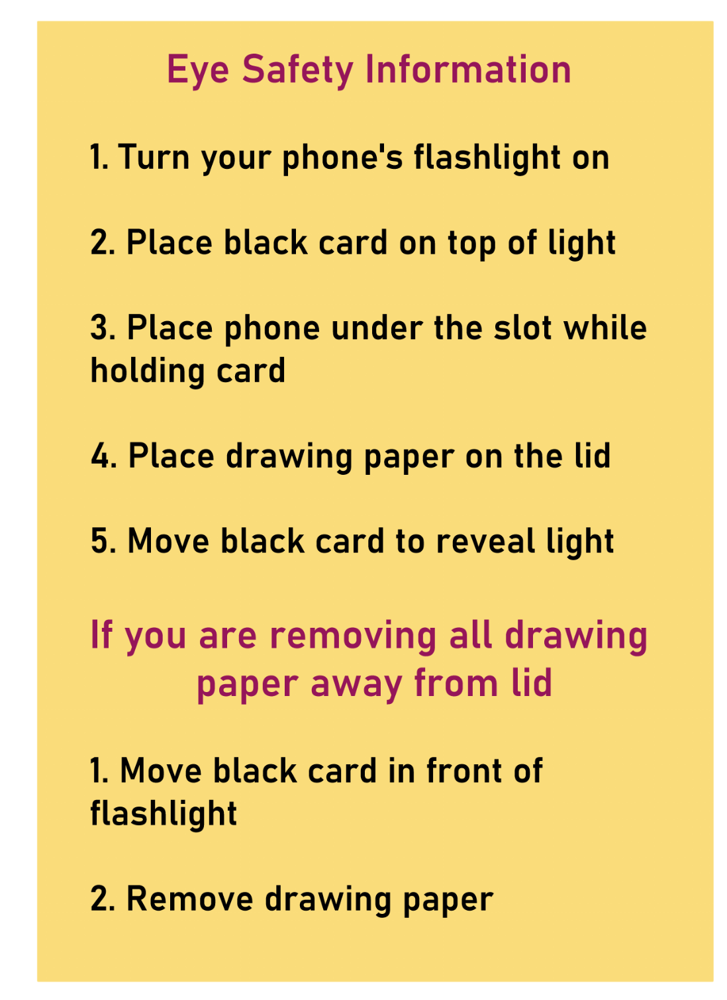 Eye Safety Information
1. Turn your phone's flashlight on
2. Place black card on top of light
3. Place phone under the slot while
holding card
4. Place drawing paper on the lid
5. Move black card to reveal light
If you are removing all drawing
paper away from lid
1. Move black card in front of
flashlight
2. Remove drawing paper